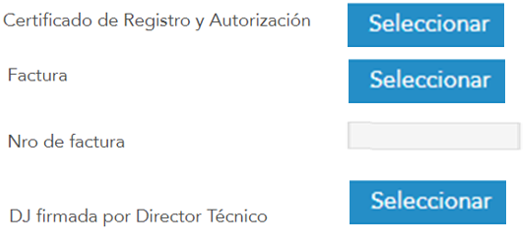 Certificado de Registro y Autorización Seleccionar
Factura Seleccionar
Nro de factura
DJ firmada por Director Técnico Seleccionar